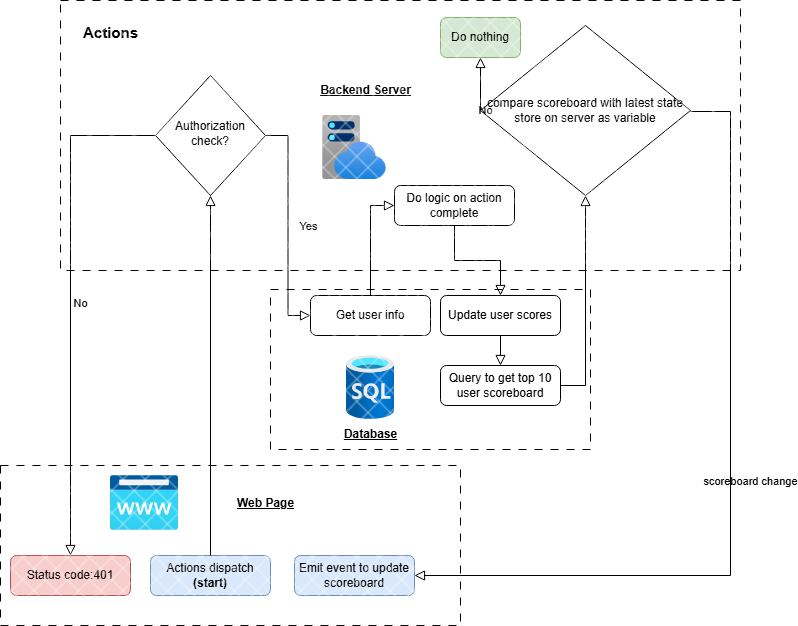 Actions
Do nothing
Backend Server
No
compare scoreboard with latest state
store on server as variable
Authorization
check?
Do logic on action
complete
Yes
No
Get user info
Update user scores
Query to get top 10
user scoreboard
SQL
Database
scoreboard change
WWW
Web Page
Status code:401
Actions dispatch
(start)
Emit event to update
scoreboard